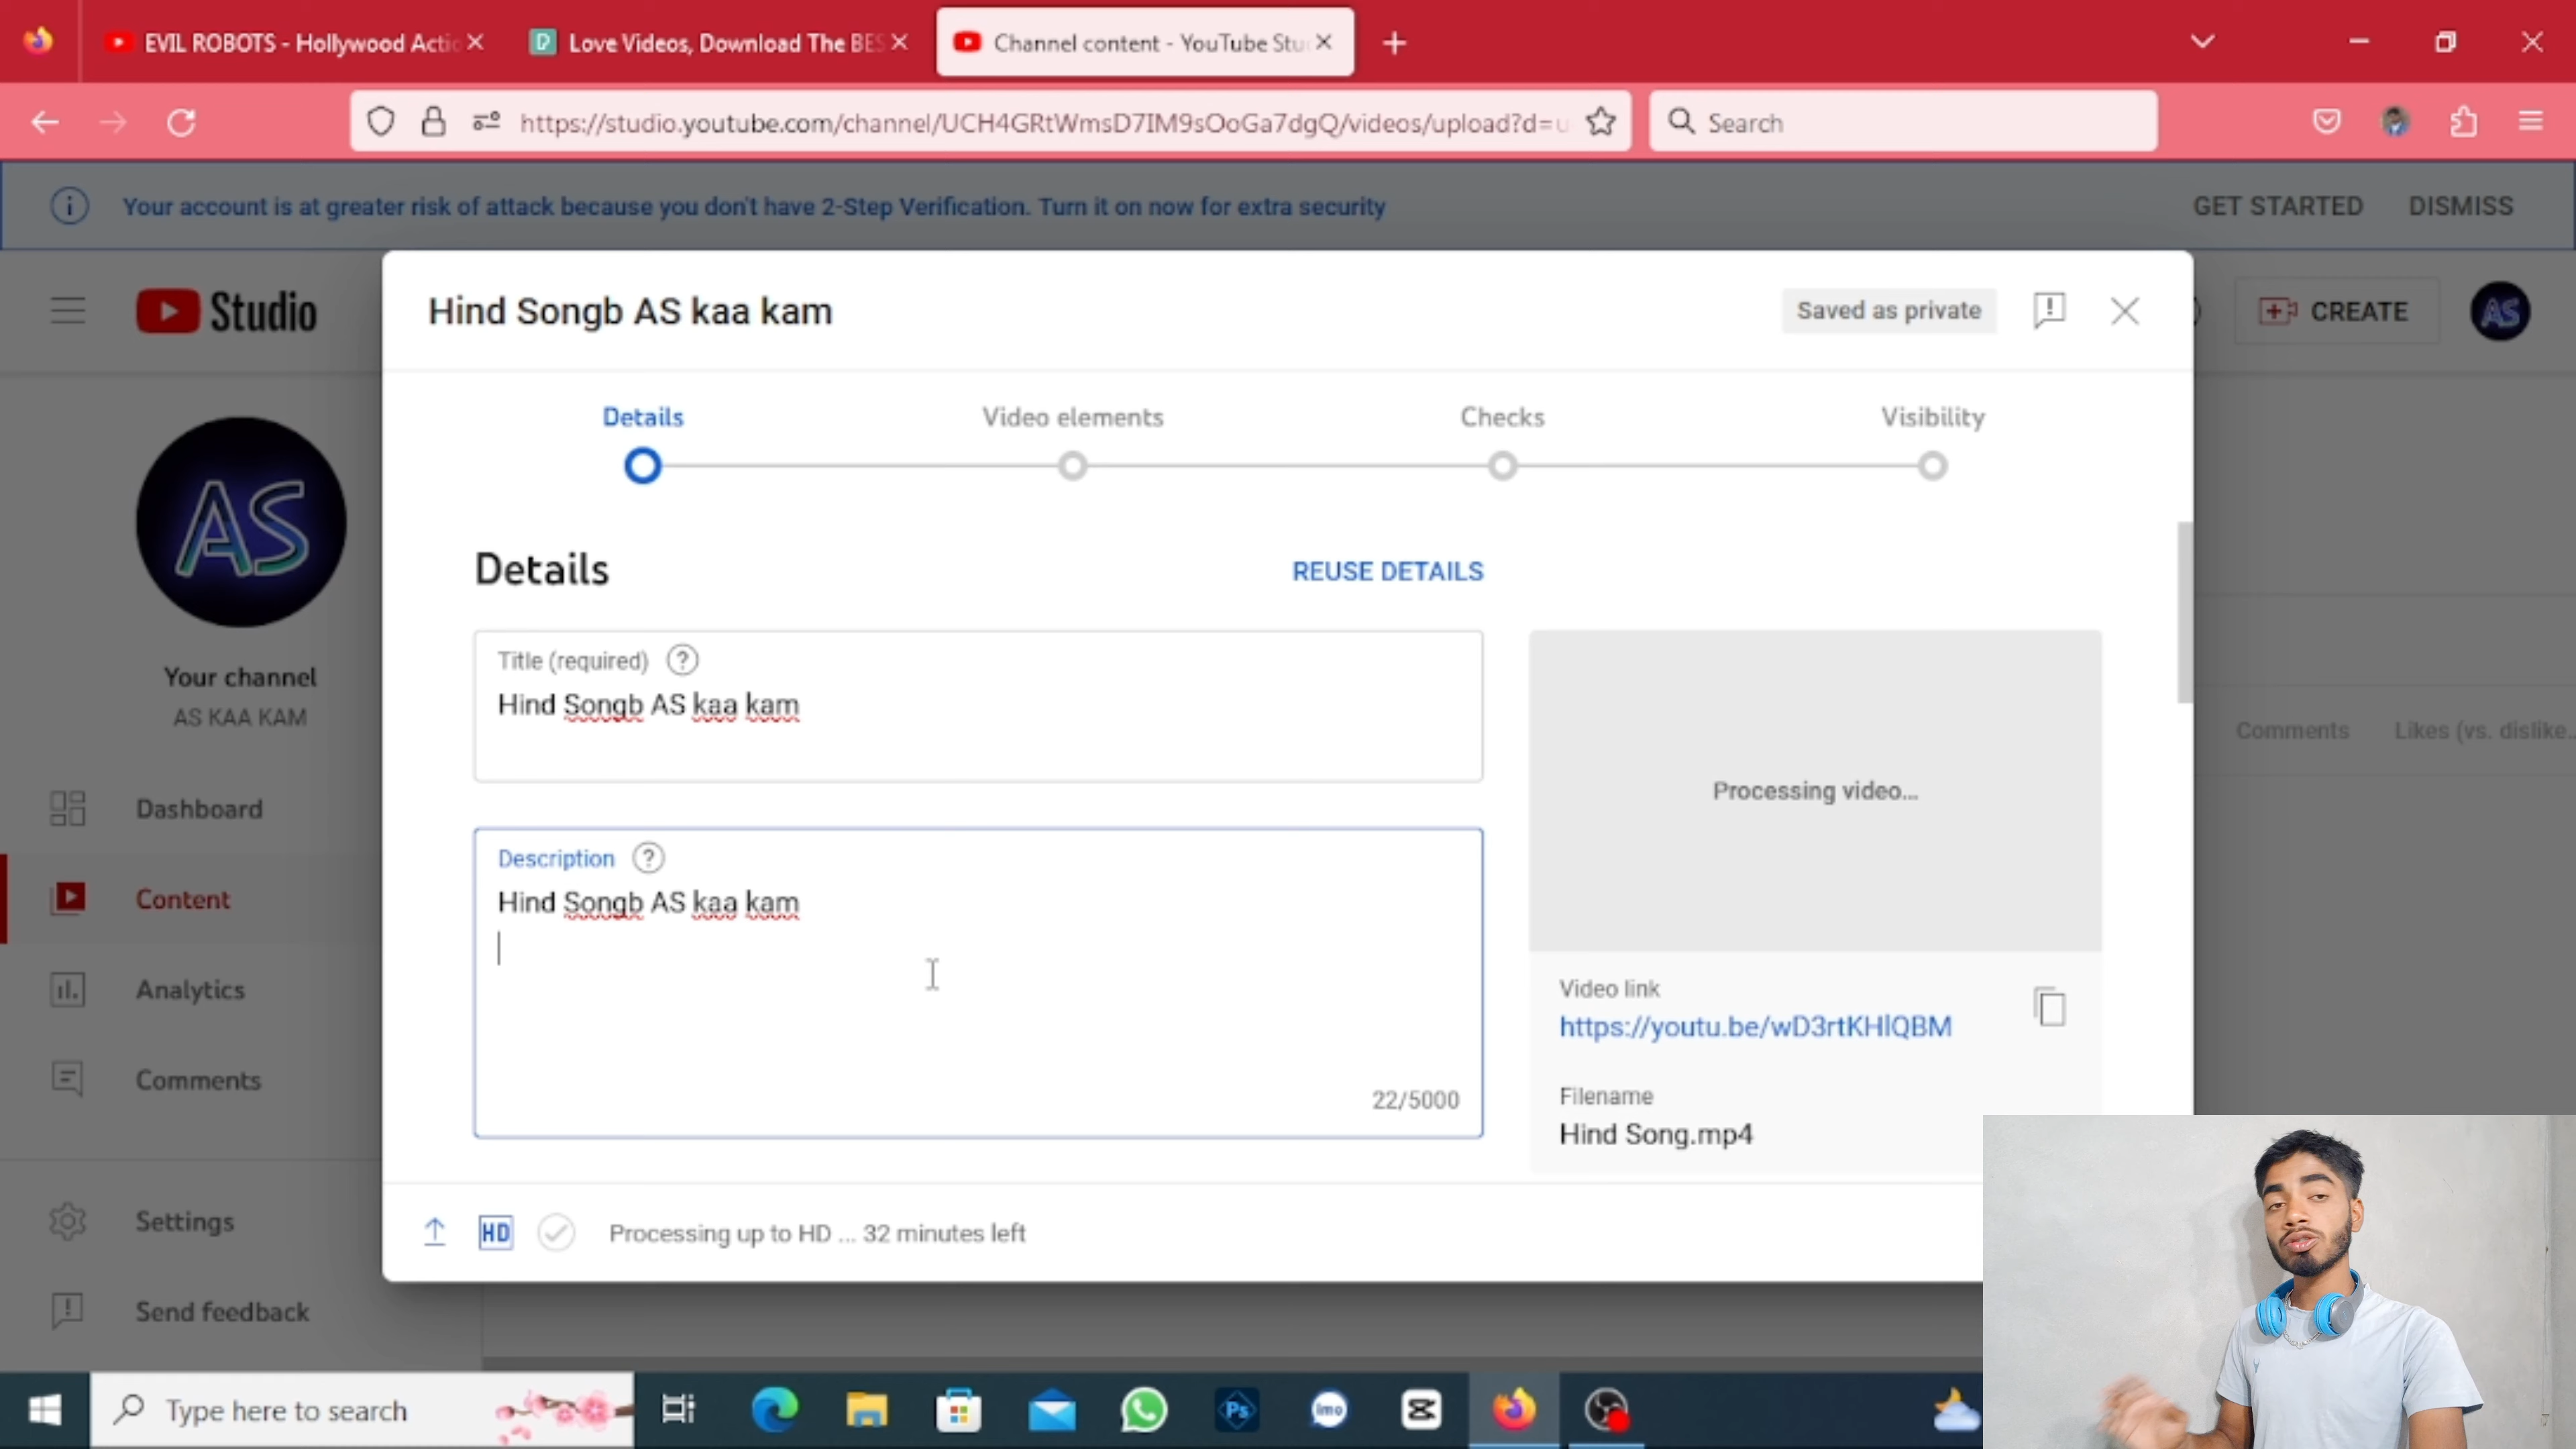 EVIL ROBOTS - Hollywood Actio
Love Videos, Download The BES
Channel content - YouTube Stu
https://studio.youtube.com/channel/UCH4GRtWmsD7IM9sOoGa7dgQ/videos/upload?d=u
Search
Your account is at greater risk of attack because you don't have 2-Step Verification. Turn it on now for extra security
GET STARTED
DISMISS
Studio
Hind Songb AS kaa kam
Saved as private
CREATE
AS
Details
Video elements
Checks
Visibility
AS
Details
REUSE DETAILS
Title (required)
Hind Songb AS kaa kam
Your channel
AS KAA KAM
Comments
Likes (vs. dislike...
Processing video...
Dashboard
Description
Hind Songb AS kaa kam
Content
Analytics
Video link
https://youtu.be/wD3rtKHlQBM
Comments
22/5000
Filename
Hind Song.mp4
Settings
HD
Processing up to HD ... 32 minutes left
Send feedback
Type here to search
Ps
imo